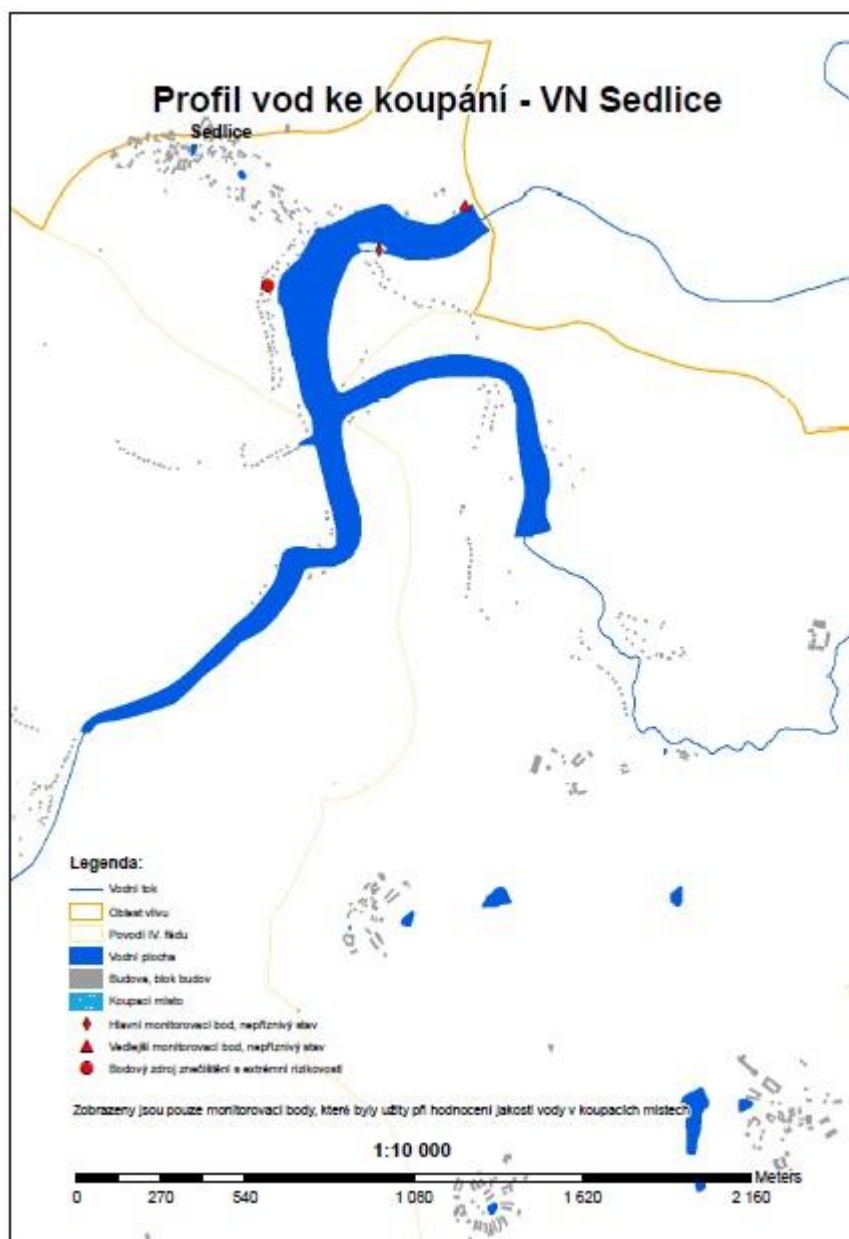 Profil vod ke koupání - VN Sedlice
Sedlice
Legenda:
Vodní tok
Oblast vlivu
Povodí IV. řádu
Vodní plocha
Budova, blok budov
Koupací místo
Hlavní monitorovací bod, nepříznivý stav
Vedlejší monitorovací bod, nepříznivý stav
Bodový zdroj znečištění s extrémní rizikovostí
Zobrazeny jsou pouze monitorovací body, které byly užity při hodnocení jakosti vody v koupacích místech
1:10 000
Meters
0 270 540 1 080 1 620 2 160